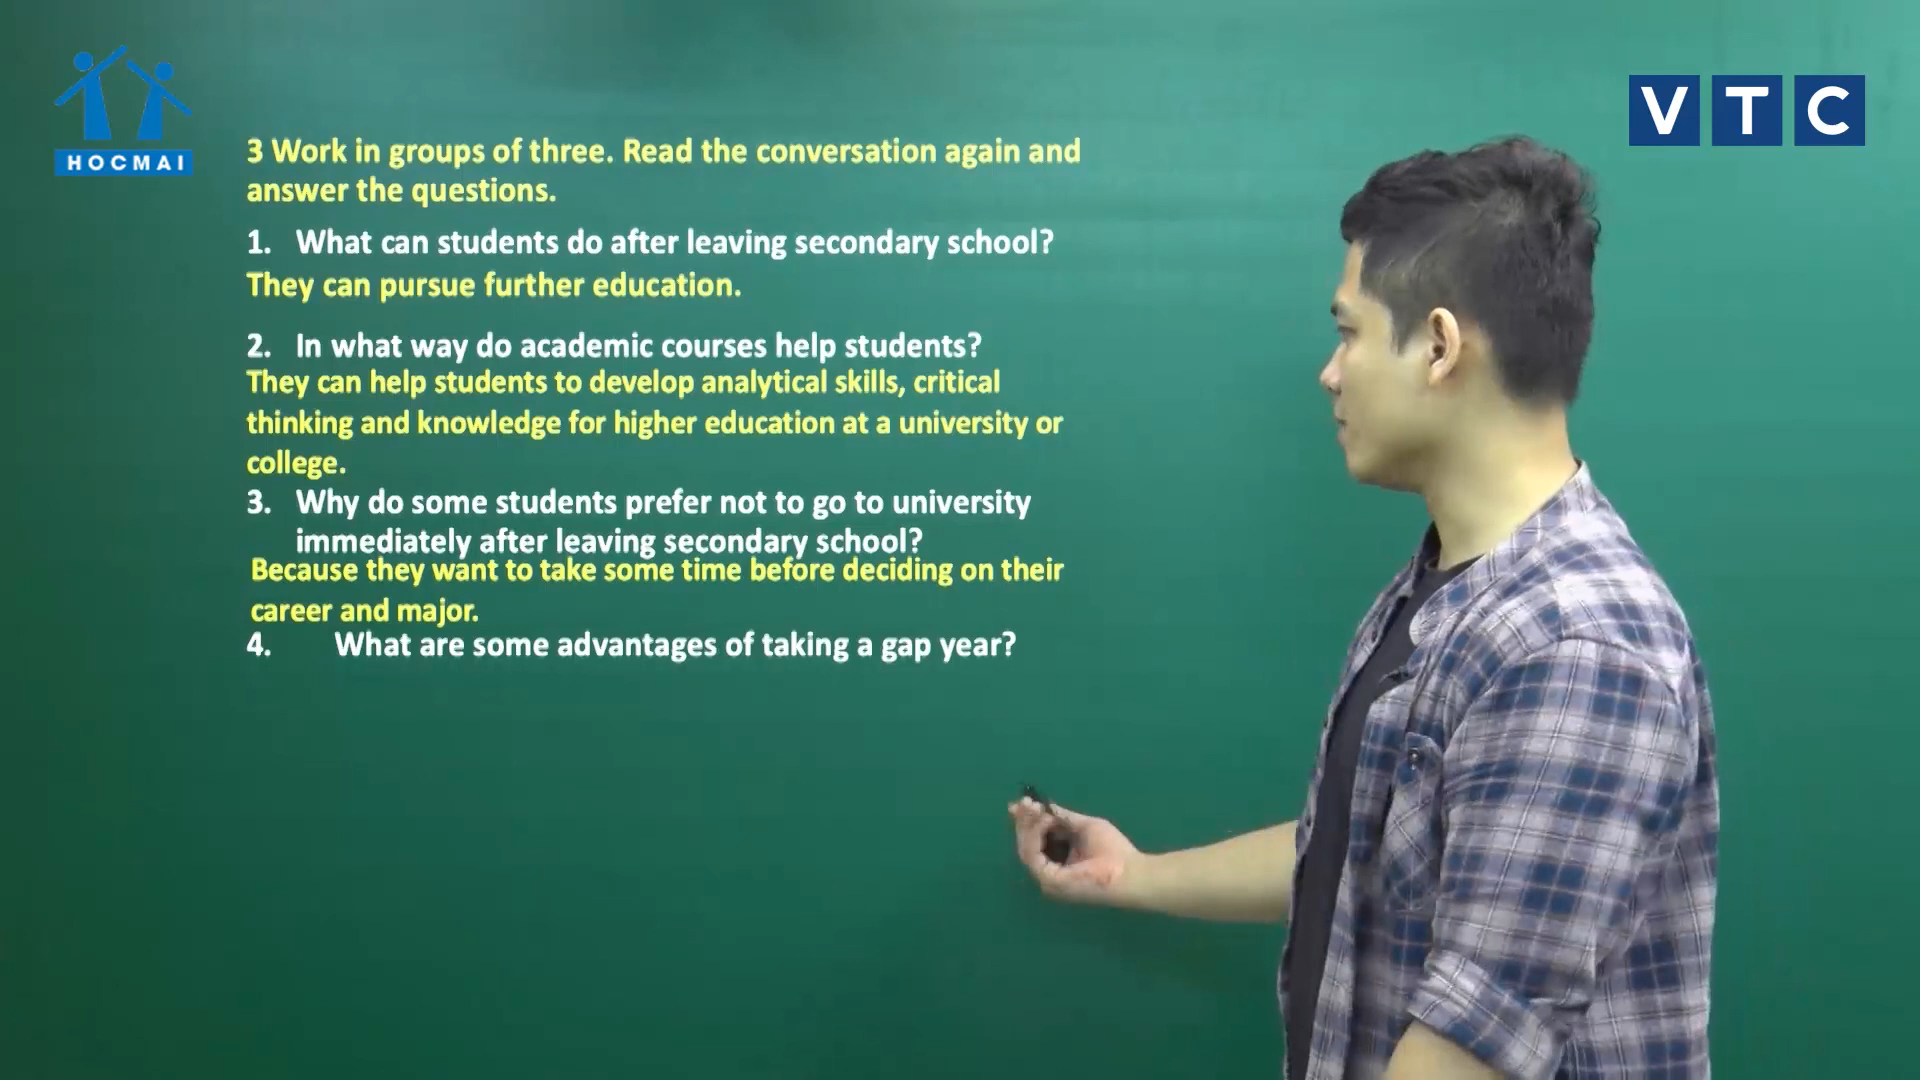 HOCMAI
VTC
3 Work in groups of three. Read the conversation again and
answer the questions.
1. What can students do after leaving secondary school?
They can pursue further education.
2. In what way do academic courses help students?
They can help students to develop analytical skills, critical
thinking and knowledge for higher education at a university or
college.
3. Why do some students prefer not to go to university
immediately after leaving secondary school?
Because they want to take some time before deciding on their
career and major.
4. What are some advantages of taking a gap year?